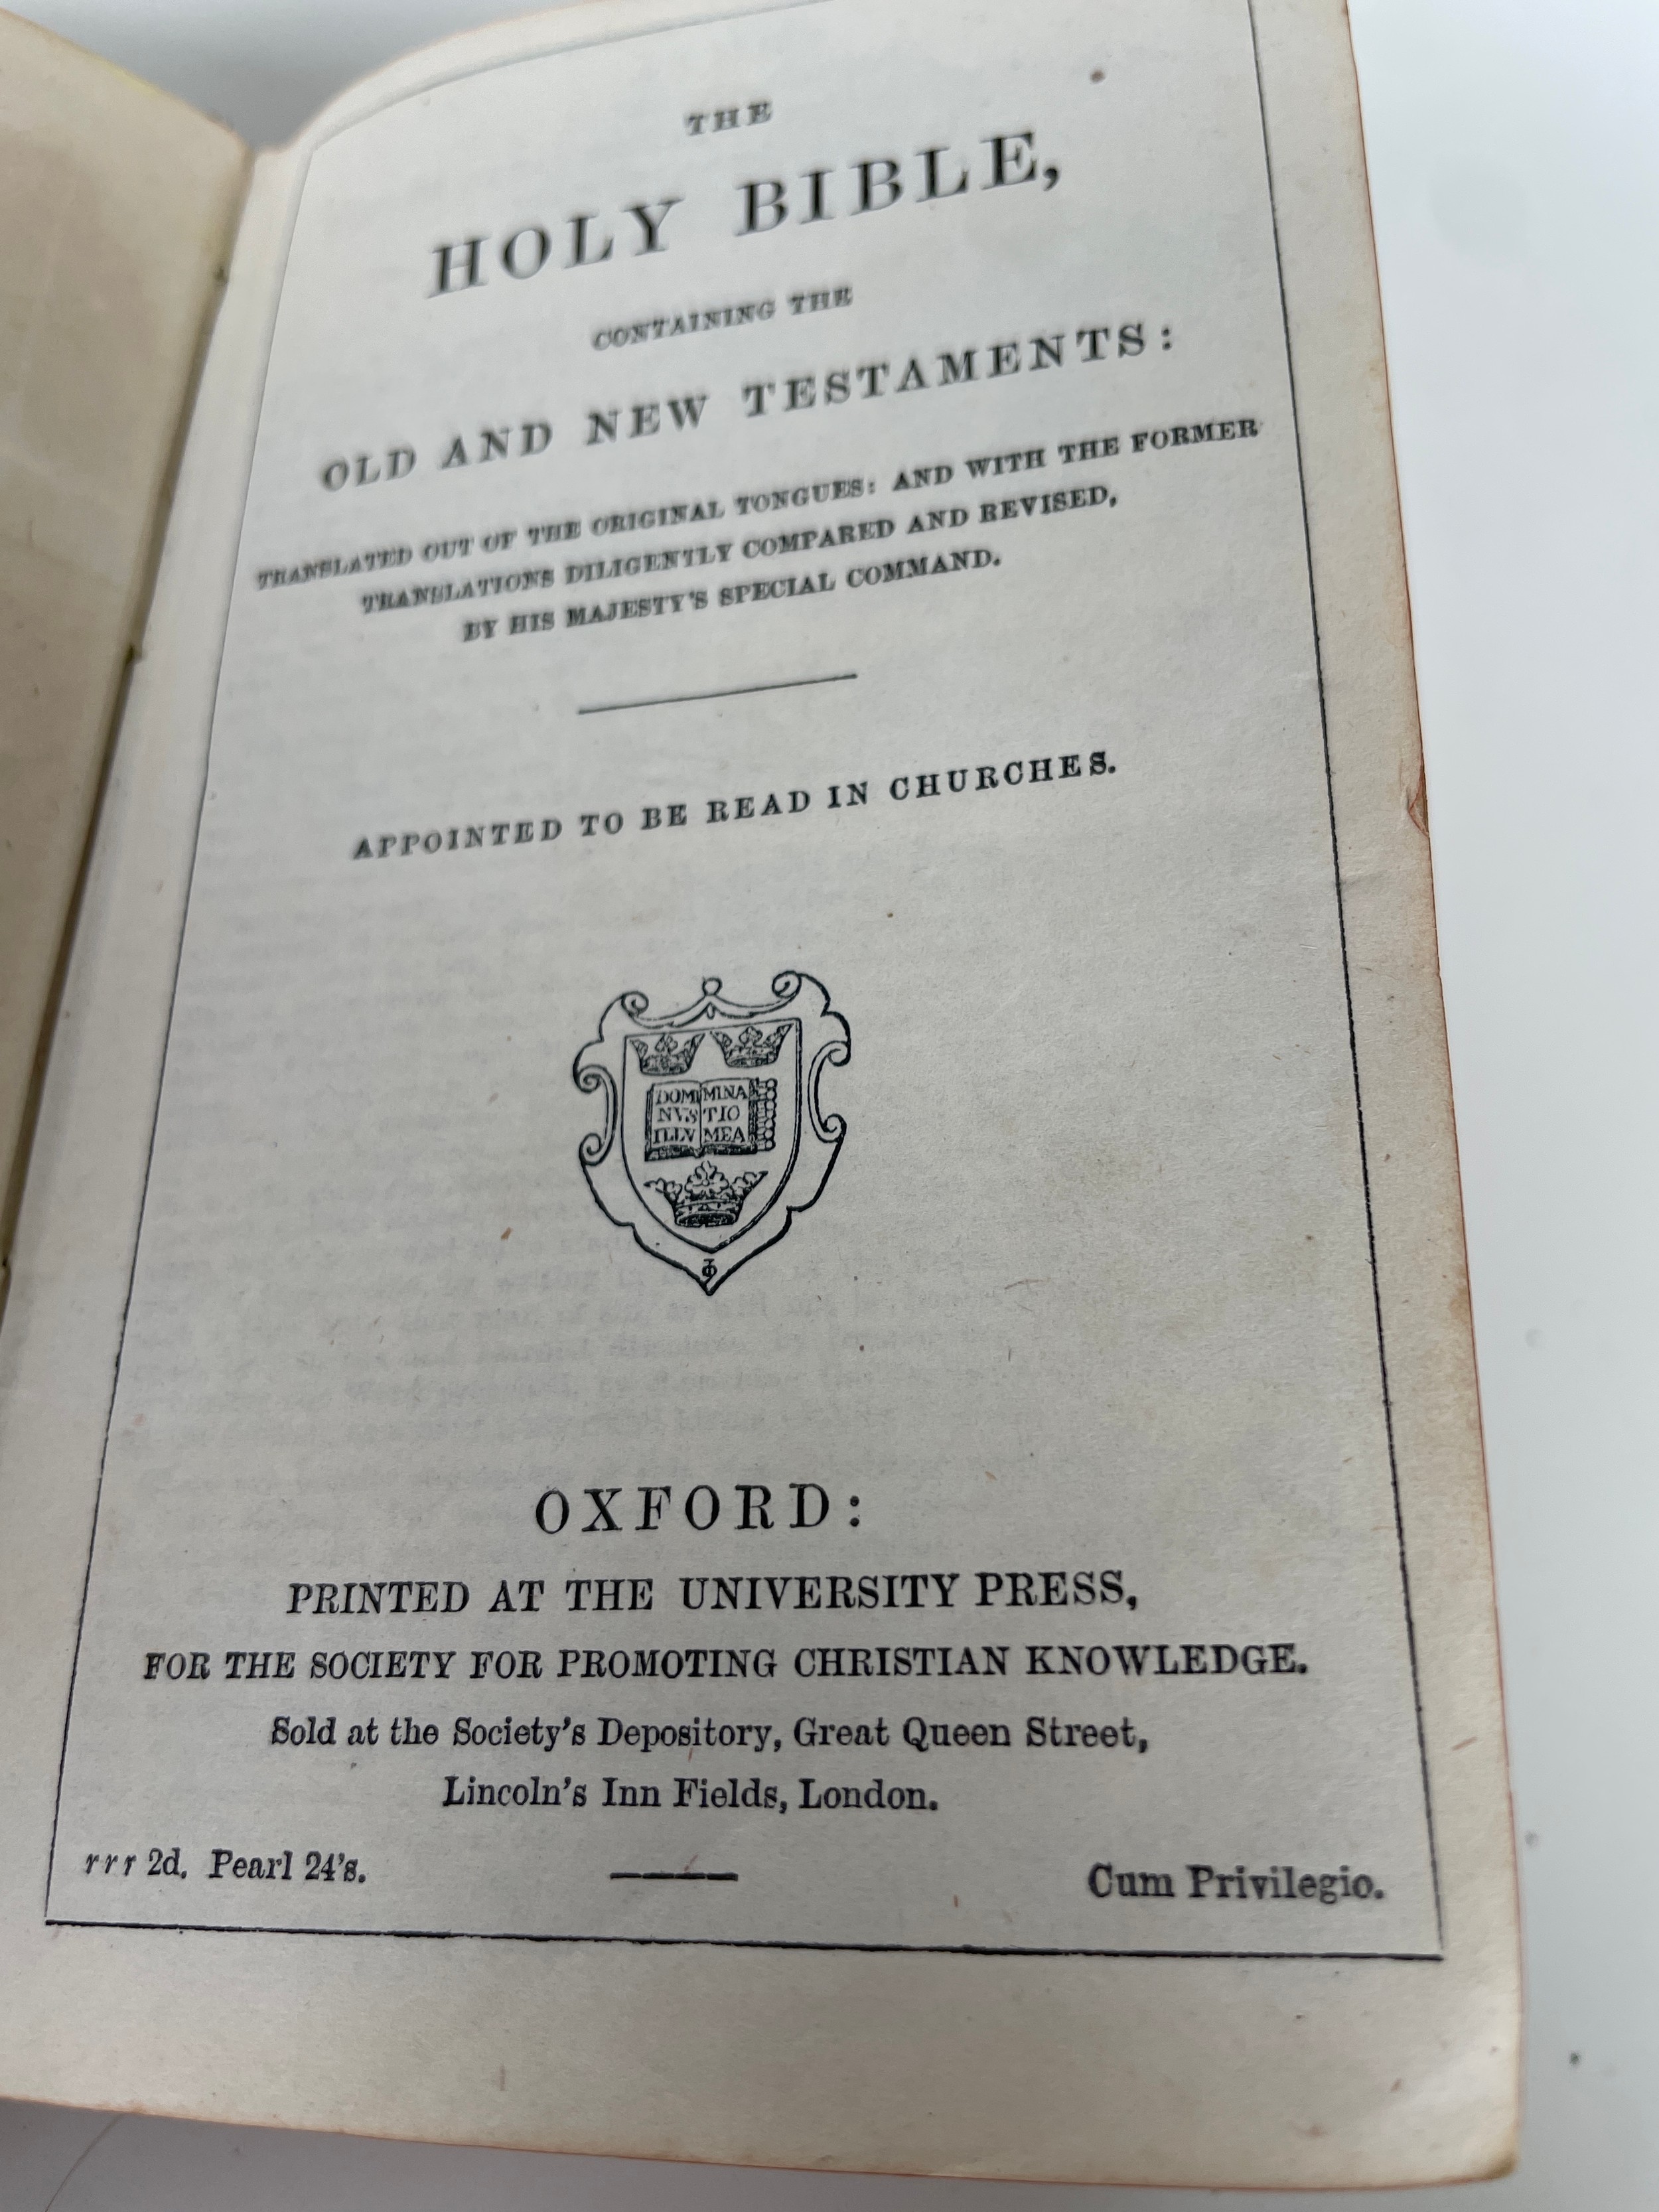 THE
HOLY BIBLE,
CONTAINING THE
OLD AND NEW TESTAMENTS:
TRANSLATED OUT OF THE ORIGINAL TONGUES: AND WITH THE FORMER
TRANSLATIONS DILIGENTLY COMPARED AND REVISED,
BY HIS MAJESTY'S SPECIAL COMMAND.
APPOINTED TO BE READ IN CHURCHES.
DOMI MINA
NVS TIO
ILLV MEA
OXFORD:
PRINTED AT THE UNIVERSITY PRESS,
FOR THE SOCIETY FOR PROMOTING CHRISTIAN KNOWLEDGE.
Sold at the Society's Depository, Great Queen Street,
Lincoln's Inn Fields, London.
rrr 2d. Pearl 24's.
Cum Privilegio.